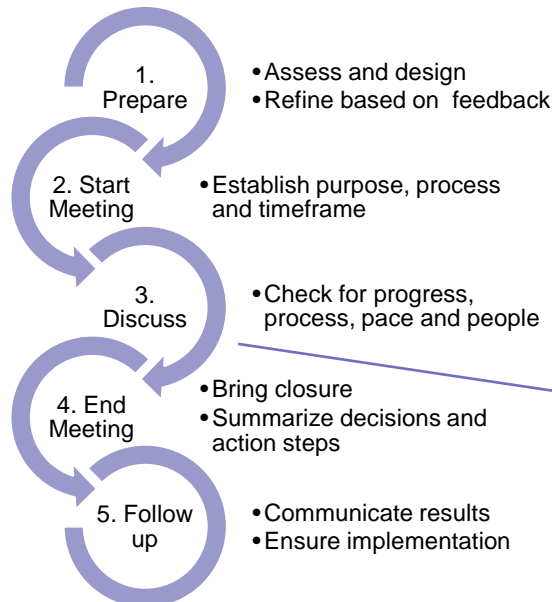 1.
Prepare
•Assess and design
•Refine based on feedback
2. Start
Meeting
•Establish purpose, process
and timeframe
3.
Discuss
•Check for progress,
process, pace and people
4. End
Meeting
•Bring closure
•Summarize decisions and
action steps
5. Follow
up
•Communicate results
•Ensure implementation